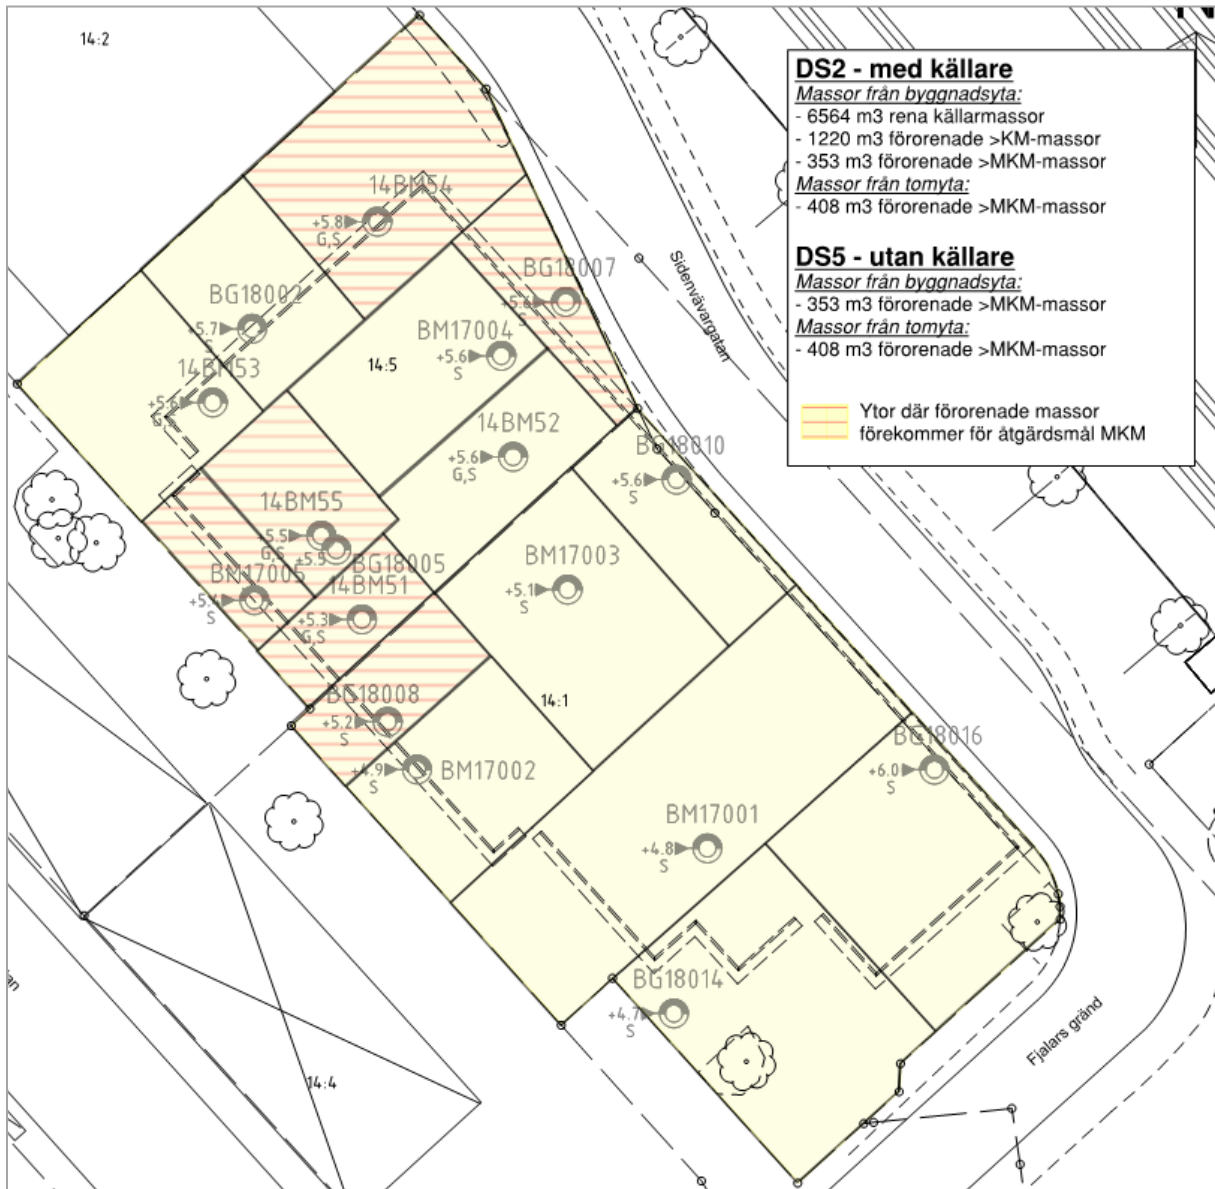 14:2
DS2 - med källare
Massor från byggnadsyta:
- 6564 m3 rena källarmassor
- 1220 m3 förorenade >KM-massor
- 353 m3 förorenade >MKM-massor
Massor från tomyta:
- 408 m3 förorenade >MKM-massor
DS5 - utan källare
Massor från byggnadsyta:
- 353 m3 förorenade >MKM-massor
Massor från tomyta:
- 408 m3 förorenade >MKM-massor
Ytor där förorenade massor
förekommer för åtgärdsmål MKM
14BM54
+5.8
G,S
Sidenvävargatan
BG18007
+5.6
S
BG18002
+5.7
S
BM17004
+5.6
S
14:5
14BM53
+5.6
G,S
14BM52
+5.6
G,S
BG18010
+5.6
S
14BM55
+5.5
G,S
+5.5
BG18005
BM17003
+5.1
S
BM17005
+5.4
S
14BM51
+5.3
G,S
BG18008
+5.2
S
14:1
BM17002
+4.9
S
BG18016
+6.0
S
BM17001
+4.8
S
BG18014
+4.7
S
Fjalars gränd
14:4